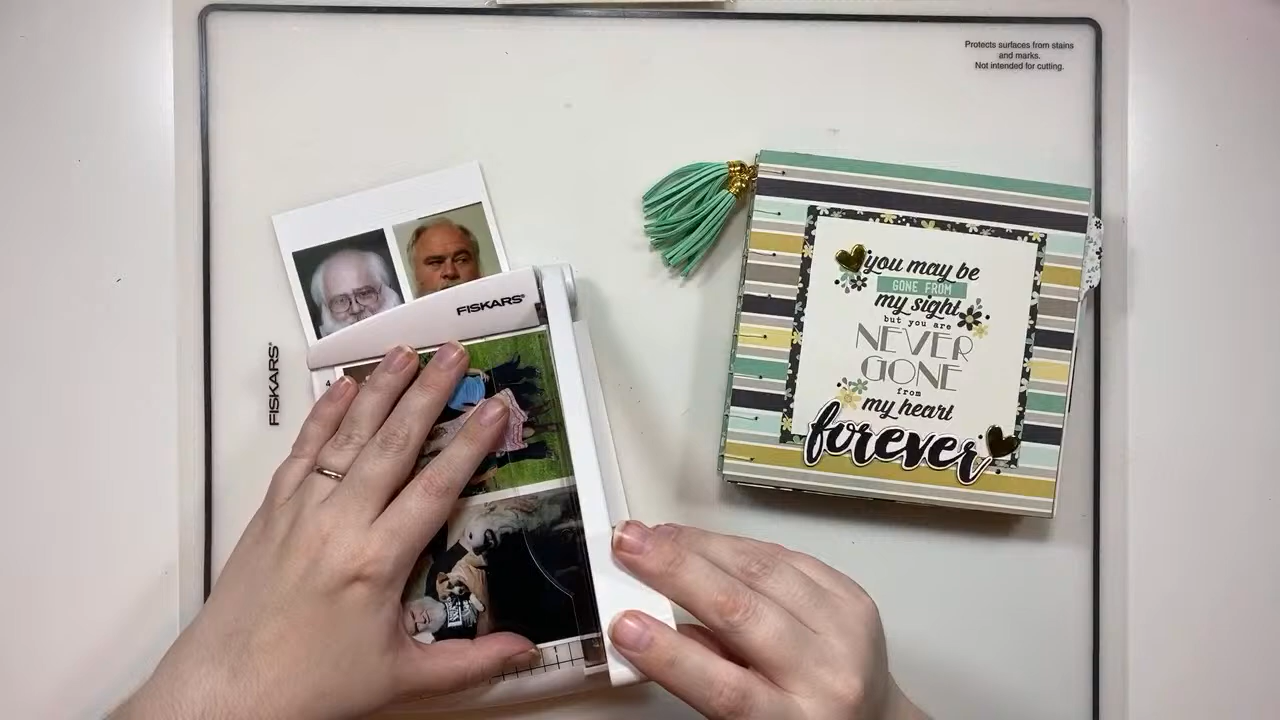 Protects surfaces from stains
and marks.
Not intended for cutting.
FISKARS®
FISKARS®
4
you may be
GONE FROM
my sight
but you are
NEVER
GONE
from
my heart
forever